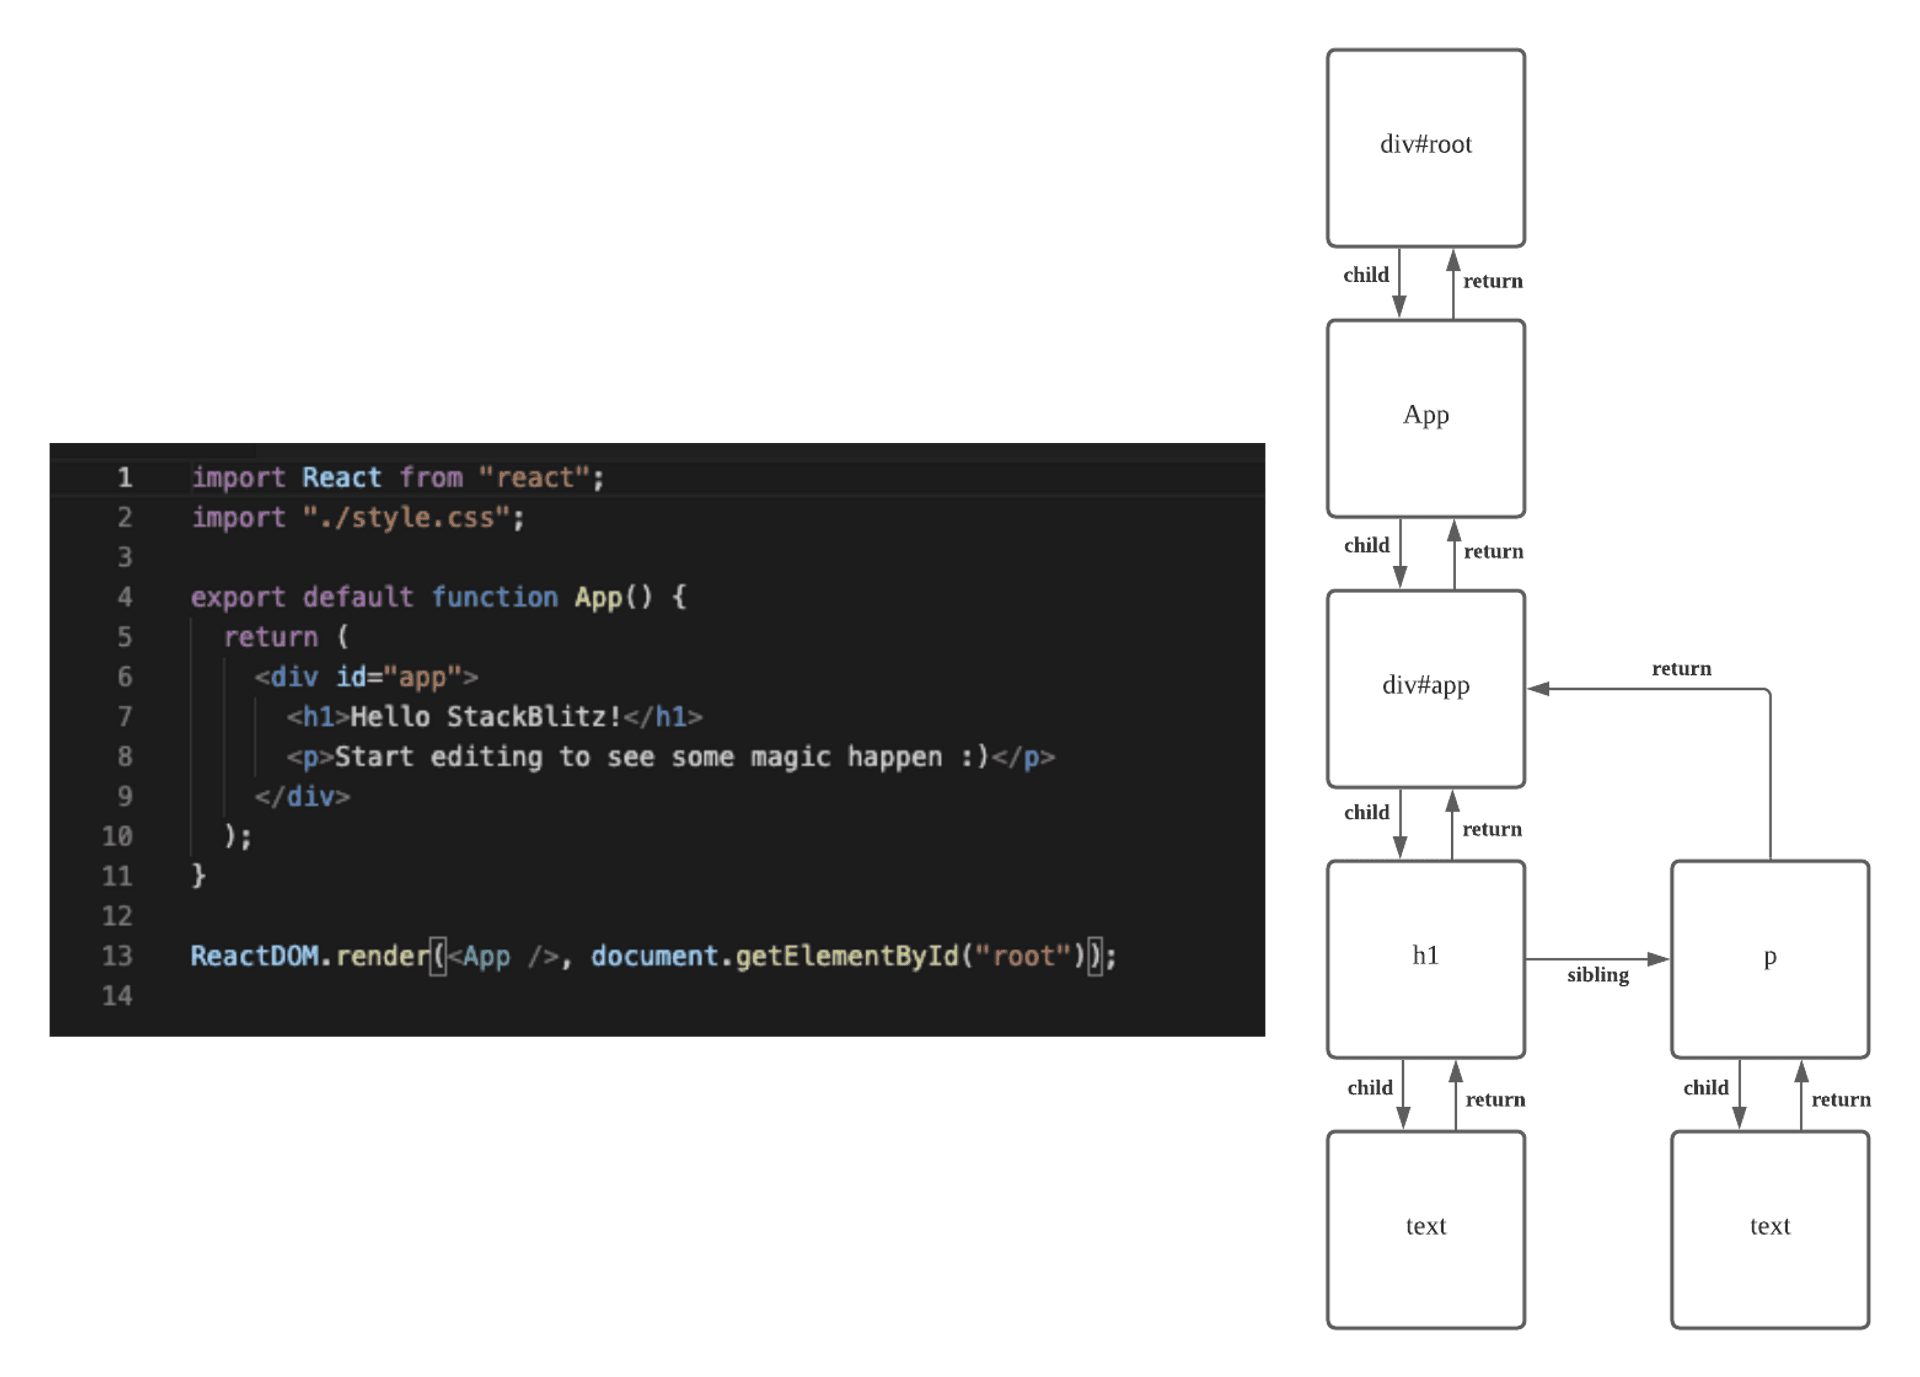 1 import React from "react";
2 import "./style.css";
3
4 export default function App() {
5 return (
6 <div id="app">
7 <h1>Hello StackBlitz!</h1>
8 <p>Start editing to see some magic happen :)</p>
9 </div>
10 );
11 }
12
13 ReactDOM.render(<App />, document.getElementById("root"));
14
div#root
child return
App
child return
div#app
return
child return
h1
sibling
p
child return
child return
text
text